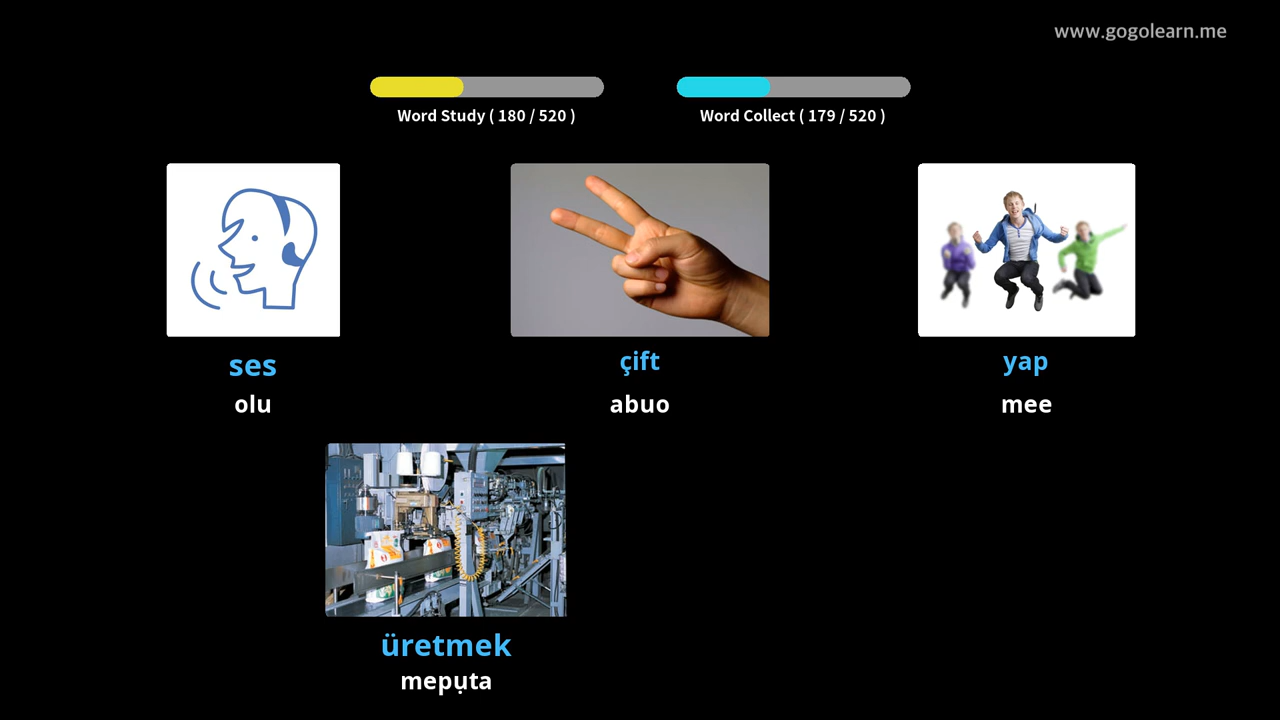 www.gogolearn.me
Word Study ( 180 / 520 )
Word Collect ( 179 / 520 )
ses
olu
çift
abuo
yap
mee
üretmek
mepụta